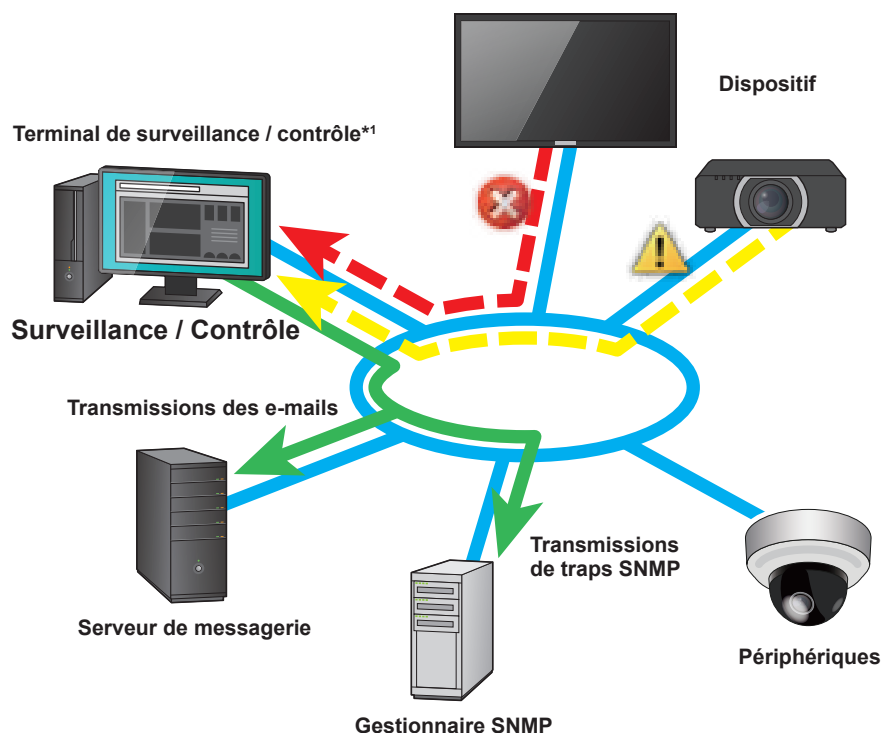 Dispositif
Terminal de surveillance / contrôle*1
Surveillance / Contrôle
Transmissions des e-mails
Transmissions
de traps SNMP
Serveur de messagerie
Périphériques
Gestionnaire SNMP